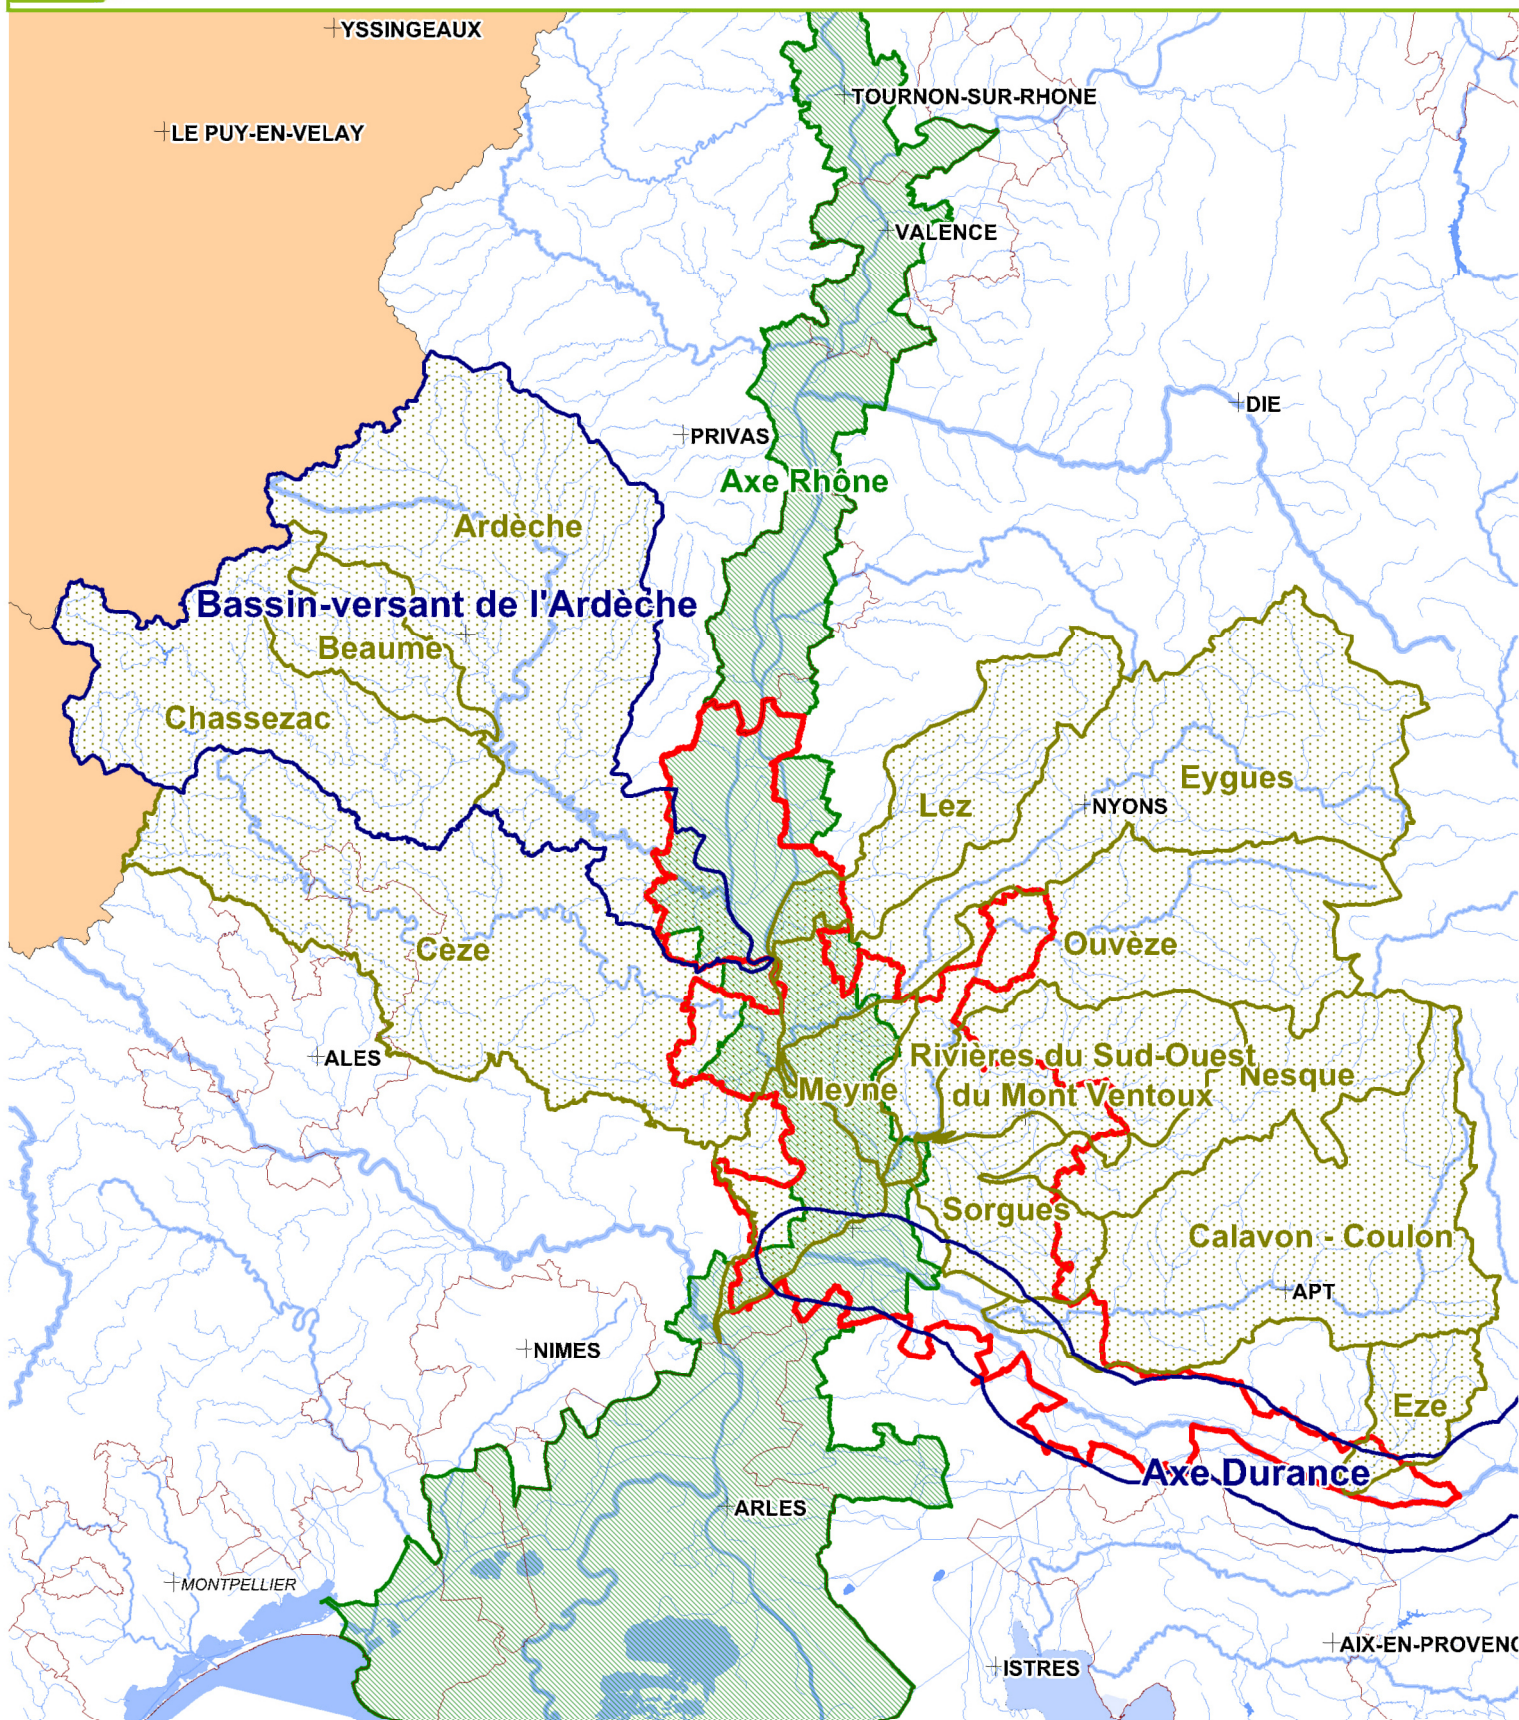 YSSINGEAUX
TOURNON-SUR-RHONE
LE PUY-EN-VELAY
VALENCE
DIE
PRIVAS
Axe Rhône
Ardèche
Bassin-versant de l'Ardèche
Beaume
Chassezac
Eygues
Lez
NYONS
Ouvèze
Cèze
Rivières du Sud-Ouest
du Mont Ventoux
Nesque
ALES
Meyne
Sorgues
Calavon - Coulon
APT
NIMES
Eze
Axe Durance
ARLES
MONTPELLIER
AIX-EN-PROVENC
ISTRES